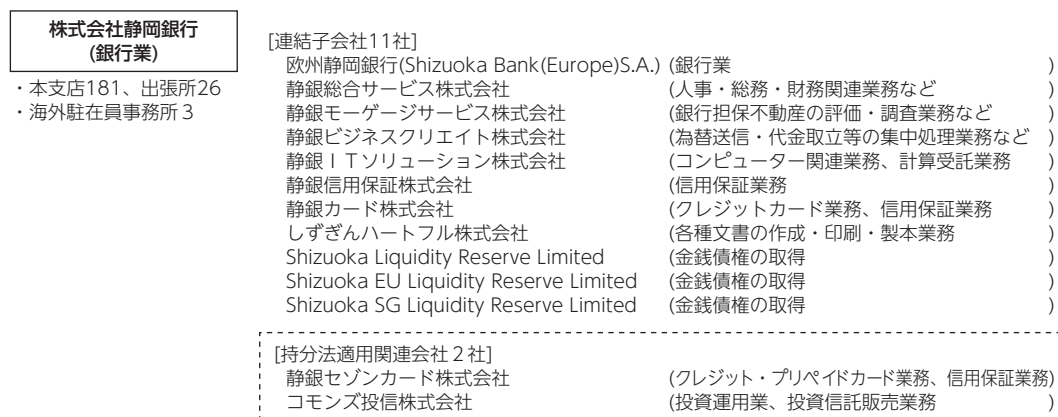 株式会社静岡銀行
(銀行業)
・本支店181、出張所26
・海外駐在員事務所3
[連結子会社11社]
欧州静岡銀行(Shizuoka Bank(Europe)S.A.) (銀行業 )
静銀総合サービス株式会社 (人事・総務・財務関連業務など )
静銀モーゲージサービス株式会社 (銀行担保不動産の評価・調査業務など )
静銀ビジネスクリエイト株式会社 (為替送信・代金取立等の集中処理業務など )
静銀ITソリューション株式会社 (コンピューター関連業務、計算受託業務 )
静銀信用保証株式会社 (信用保証業務 )
静銀カード株式会社 (クレジットカード業務、信用保証業務 )
しずぎんハートフル株式会社 (各種文書の作成・印刷・製本業務 )
Shizuoka Liquidity Reserve Limited (金銭債権の取得 )
Shizuoka EU Liquidity Reserve Limited (金銭債権の取得 )
Shizuoka SG Liquidity Reserve Limited (金銭債権の取得 )
[持分法適用関連会社2社]
静銀セゾンカード株式会社 (クレジット・プリペイドカード業務、信用保証業務)
コモンズ投信株式会社 (投資運用業、投資信託販売業務 )